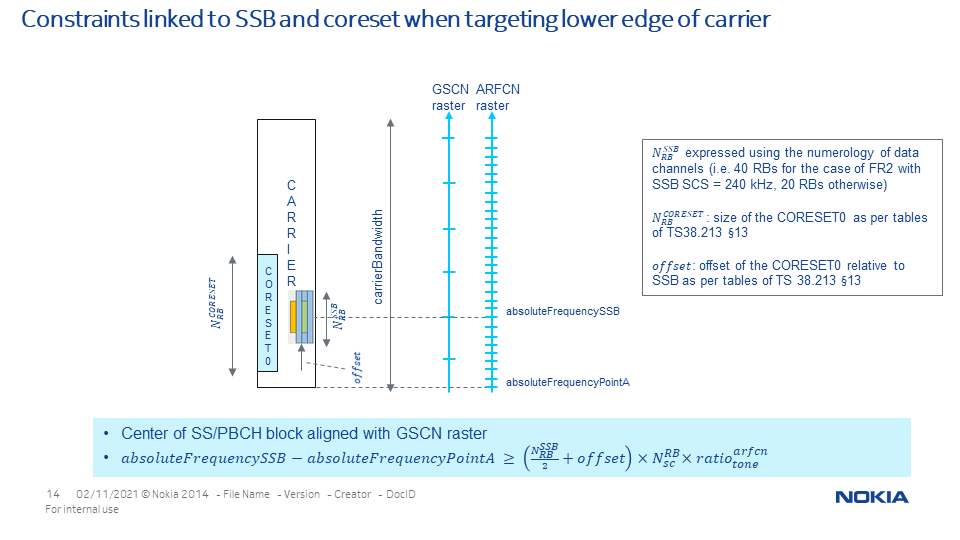 Constraints linked to SSB and coreset when targeting lower edge of carrier
GSCN ARFCN
raster raster
CARRIER
CORESET0
carrierBandwidth
N_{RB}^{CORESET}
N_{RB}^{SSB}
offset
absoluteFrequencySSB
absoluteFrequencyPointA
N_{RB}^{SSB} expressed using the numerology of data
channels (i.e. 40 RBs for the case of FR2 with
SSB SCS = 240 kHz, 20 RBs otherwise)
N_{RB}^{CORESET} : size of the CORESET0 as per tables
of TS38.213 §13
offset: offset of the CORESET0 relative to
SSB as per tables of TS 38.213 §13
• Center of SS/PBCH block aligned with GSCN raster
• absoluteFrequencySSB − absoluteFrequencyPointA ≥ (N_{RB}^{SSB}/2 + offset) × N_{sc}^{RB} × ratio_{tone}^{arfcn}
14 02/11/2021 © Nokia 2014 - File Name - Version - Creator - DocID
For internal use
NOKIA